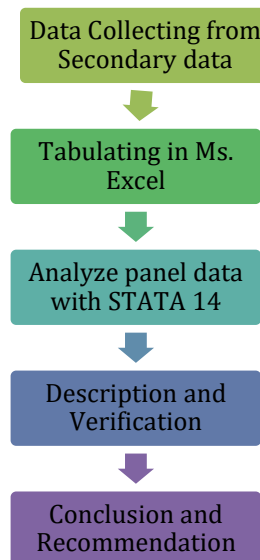 Data Collecting from
Secondary data
Tabulating in Ms.
Excel
Analyze panel data
with STATA 14
Description and
Verification
Conclusion and
Recommendation